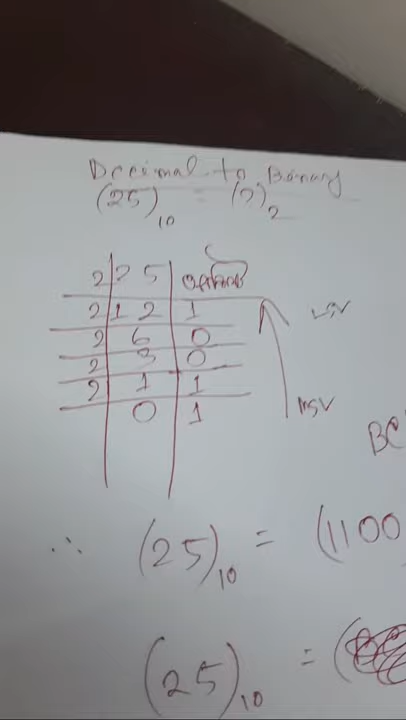 Decimal to Binary
(25)10 = (?)2
2 25
2 12 1 LSV
2 6 0
2 3 0
2 1 1
0 1 MSV
BC
∴ (25)10 = (1100
(25)10 = (